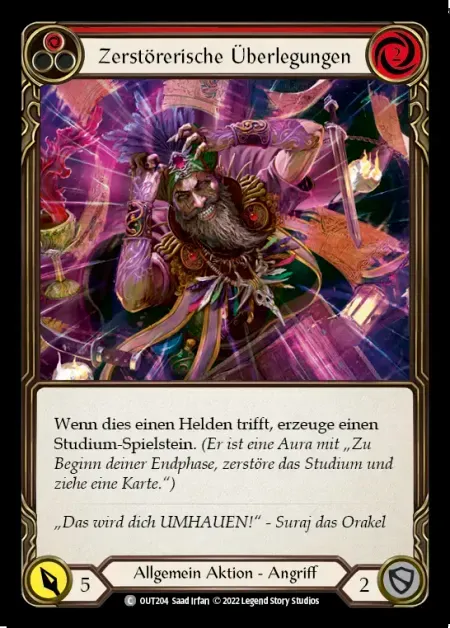 Zerstörerische Überlegungen
2
Wenn dies einen Helden trifft, erzeuge einen
Studium-Spielstein. (Er ist eine Aura mit „Zu
Beginn deiner Endphase, zerstöre das Studium und
ziehe eine Karte.“)
„Das wird dich UMHAUEN!“ - Suraj das Orakel
5
Allgemein Aktion - Angriff
2
C OUT204 Saad Irfan © 2022 Legend Story Studios